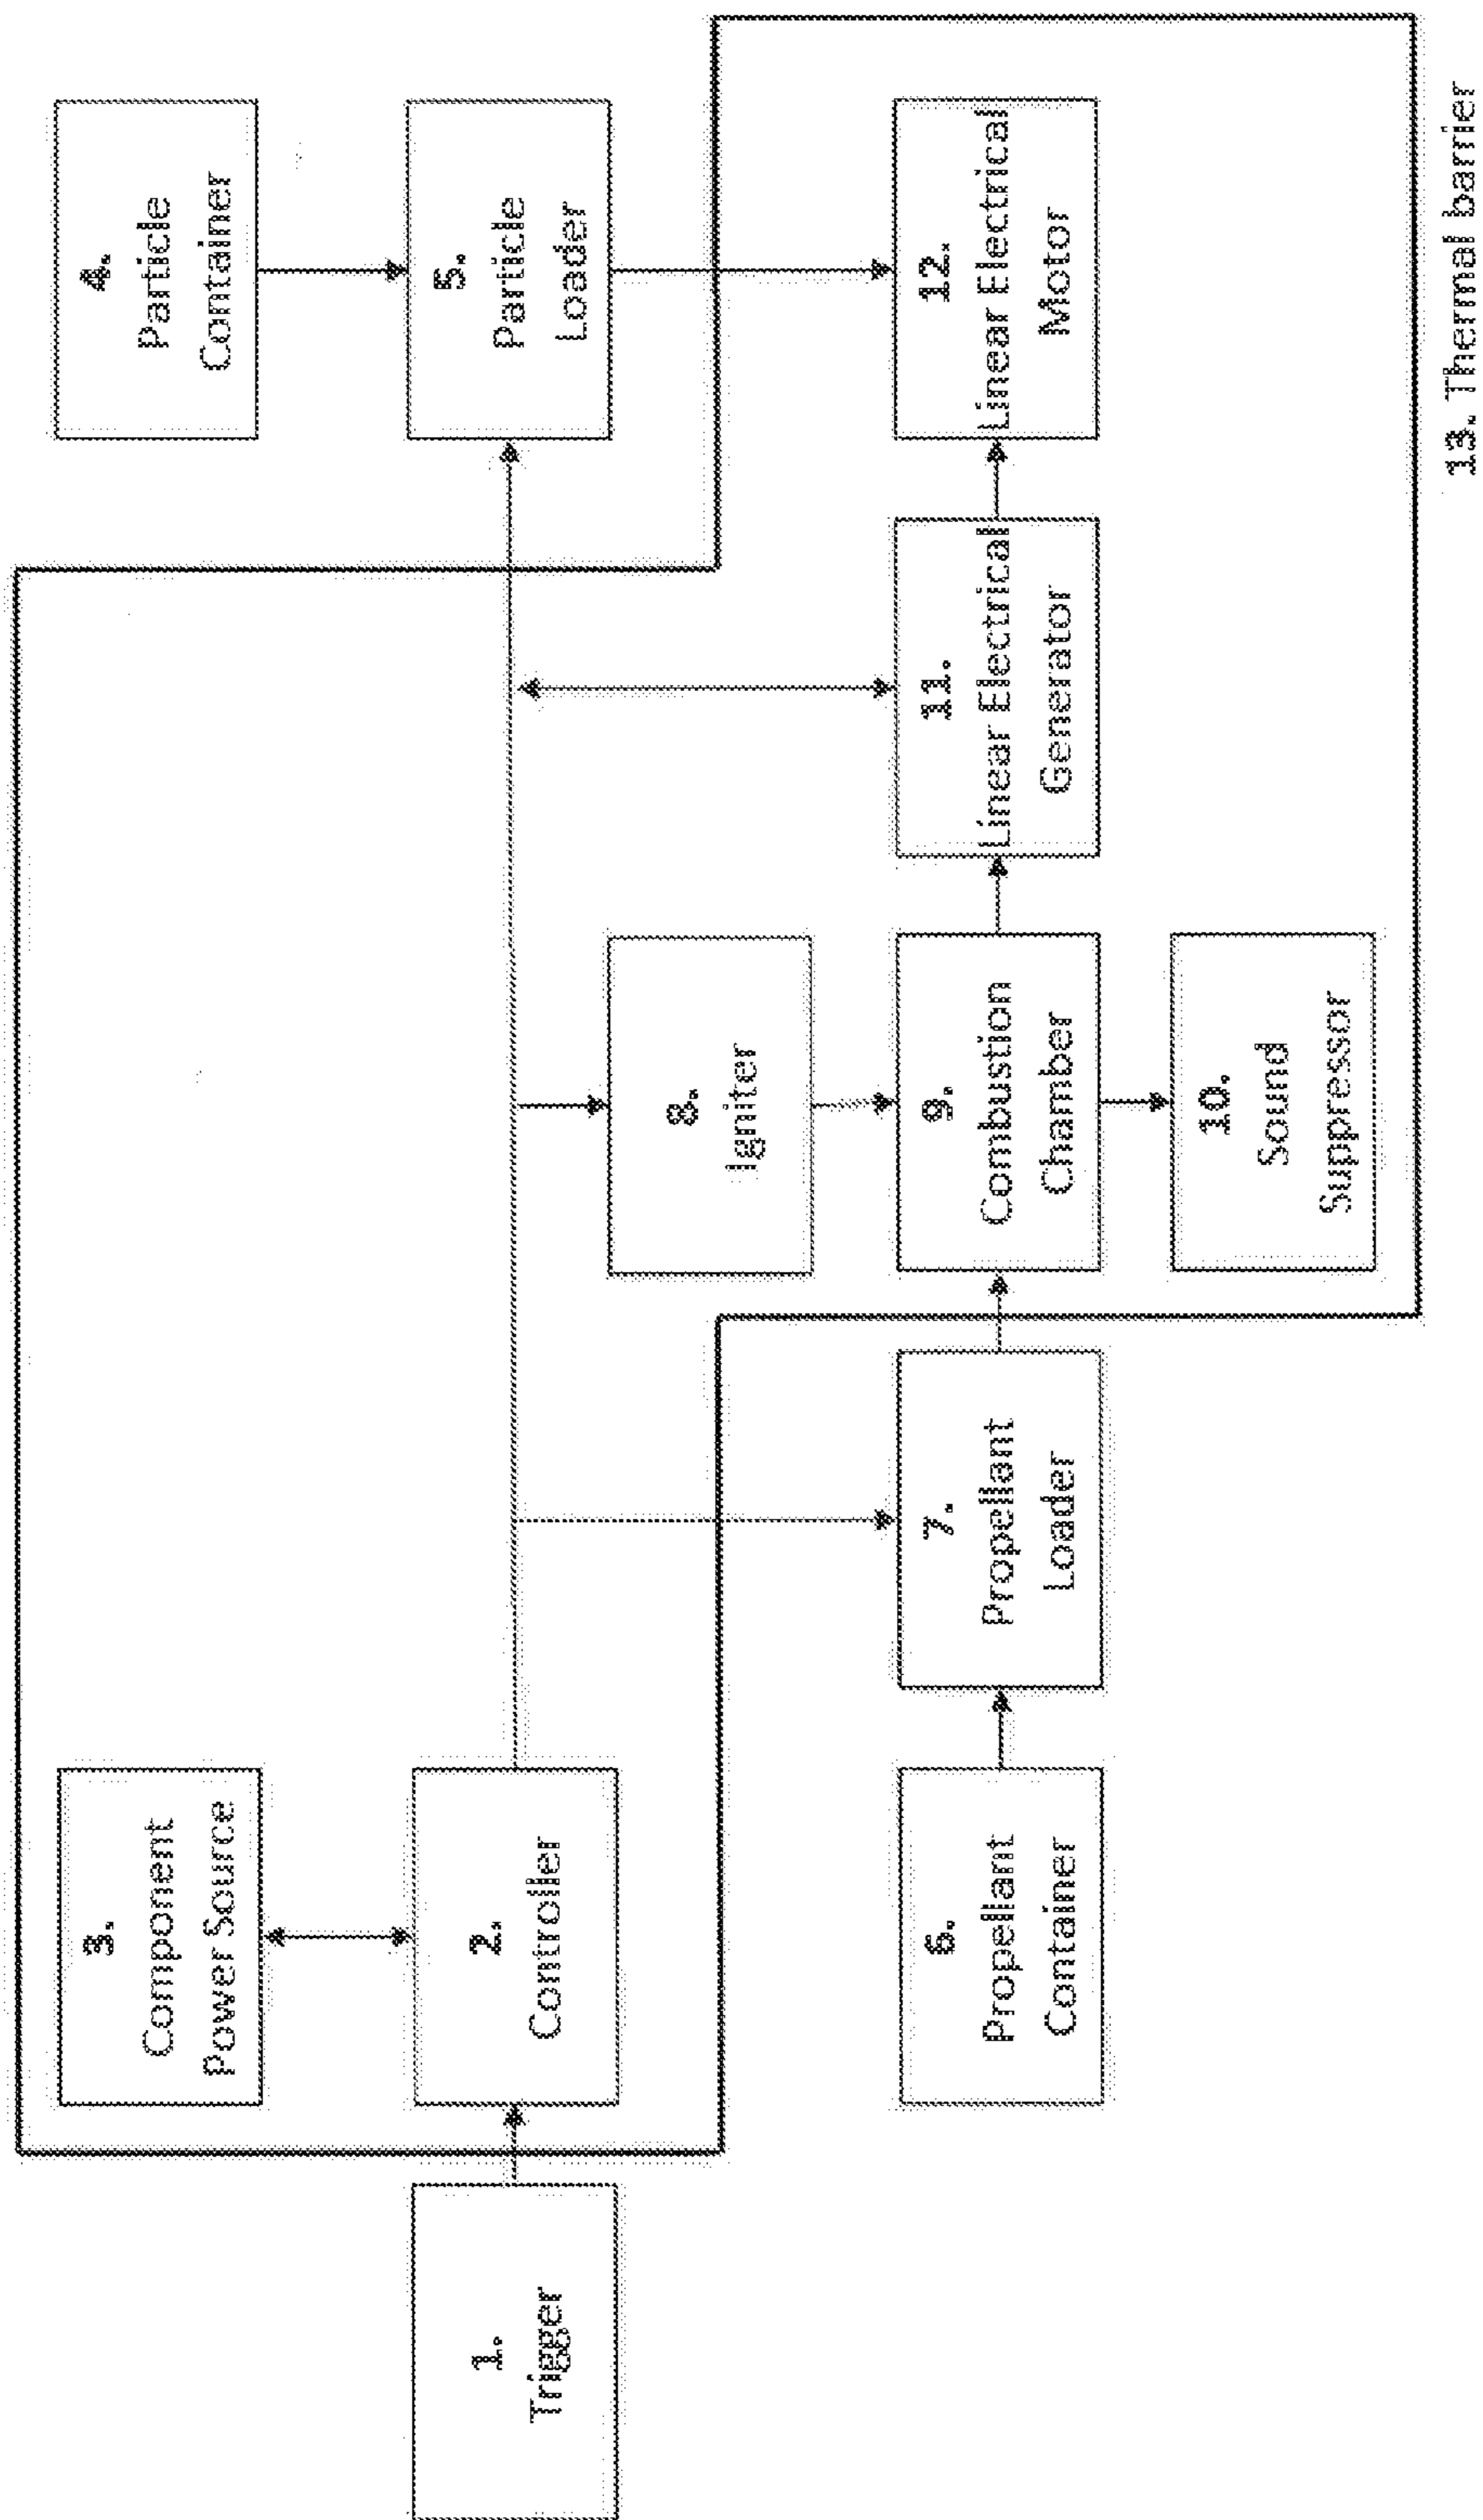 1.
Trigger
3.
Component
Power Source
2.
Controller
6.
Propellant
Container
7.
Propellant
Loader
8.
Igniter
9.
Combustion
Chamber
10.
Sound
Suppressor
11.
Linear Electrical
Generator
4.
Particle
Container
5.
Particle
Loader
12.
Linear Electrical
Motor
13. Thermal barrier